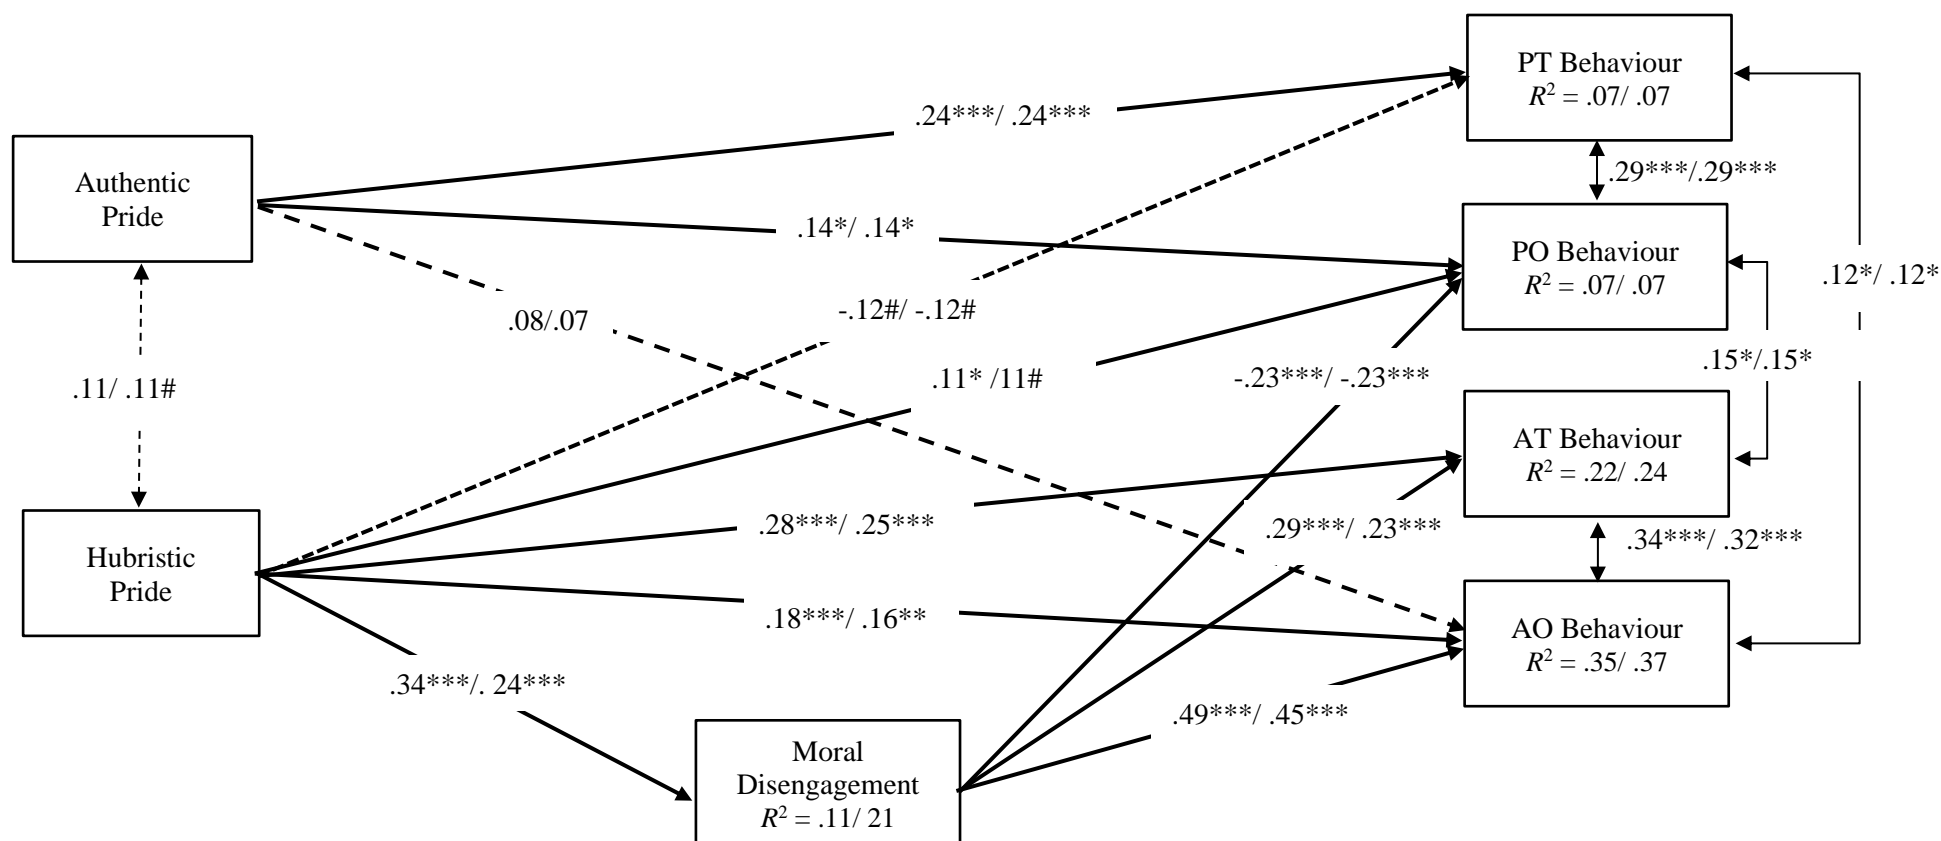 PT Behaviour
R² = .07/ .07
.24***/ .24***
Authentic
Pride
.29***/.29***
.14*/ .14*
PO Behaviour
R² = .07/ .07
.12*/ .12*
.08/.07
-.12#/ -.12#
.15*/.15*
.11/ .11#
.11* /11#
-.23***/ -.23***
AT Behaviour
R² = .22/ .24
.28***/ .25***
.29***/ .23***
.34***/ .32***
Hubristic
Pride
.18***/ .16**
AO Behaviour
R² = .35/ .37
.34***/. 24***
.49***/ .45***
Moral
Disengagement
R² = .11/ 21